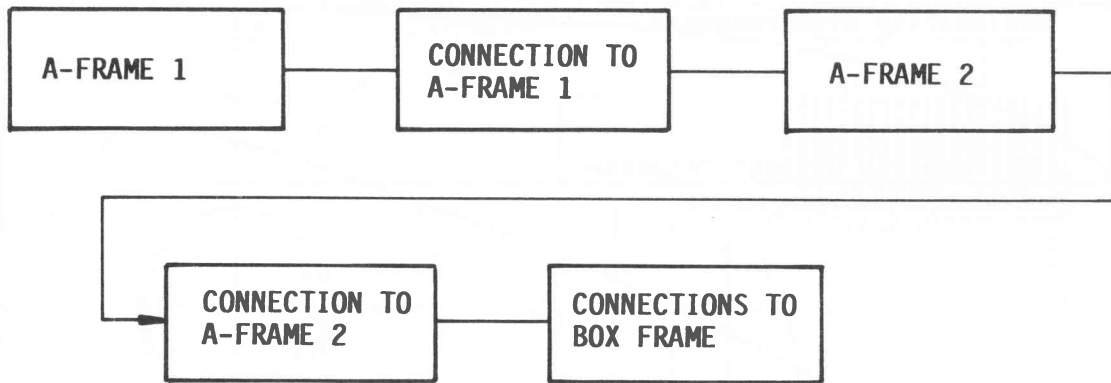 A-FRAME 1
CONNECTION TO
A-FRAME 1
A-FRAME 2
CONNECTION TO
A-FRAME 2
CONNECTIONS TO
BOX FRAME